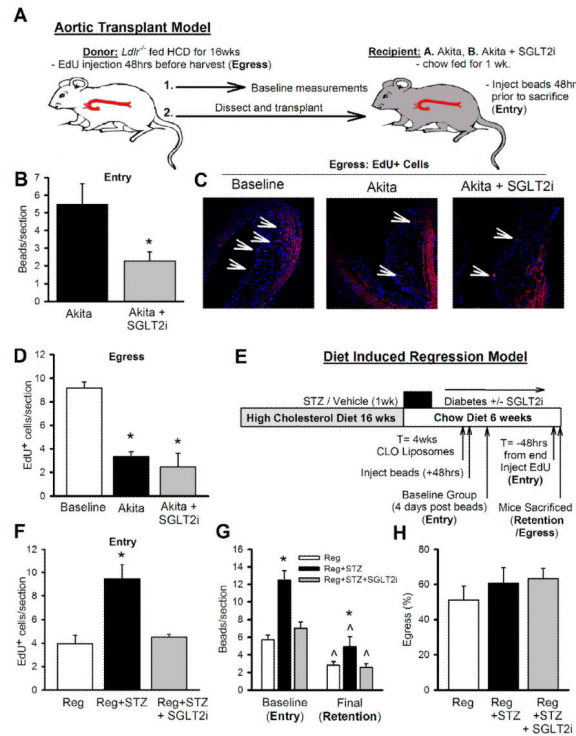 A
Aortic Transplant Model
Donor: Ldlr-/- fed HCD for 16wks
- EdU injection 48hrs before harvest (Egress)
Recipient: A. Akita, B. Akita + SGLT2i
- chow fed for 1 wk.
1.
Baseline measurements
2.
Dissect and transplant
- Inject beads 48hr
prior to sacrifice
(Entry)
B
Entry
Beads/section
7
6
5
4
3
2
1
0
*
Akita
Akita +
SGLT2i
C
Egress: EdU+ Cells
Baseline
Akita
Akita + SGLT2i
D
Egress
EdU+ cells/section
12
10
8
6
4
2
0
*
*
Baseline
Akita
Akita +
SGLT2i
E
Diet Induced Regression Model
STZ / Vehicle (1wk)
Diabetes +/- SGLT2i
High Cholesterol Diet 16 wks
Chow Diet 6 weeks
T= 4wks
CLO Liposomes
Inject beads (+48hrs)
Baseline Group
(4 days post beads)
(Entry)
T= -48hrs
from end
Inject EdU
(Entry)
Mice Sacrificed
(Retention
/Egress)
F
Entry
EdU+ cells/section
12
10
8
6
4
2
0
*
Reg
Reg+STZ
Reg+STZ
+ SGLT2i
G
Reg
Reg+STZ
Reg+STZ+SGLT2i
Beads/section
16
14
12
10
8
6
4
2
0
*
*
^
^
^
Baseline
(Entry)
Final
(Retention)
H
Egress (%)
80
60
40
20
0
Reg
Reg
+STZ
Reg
+STZ
+ SGLT2i